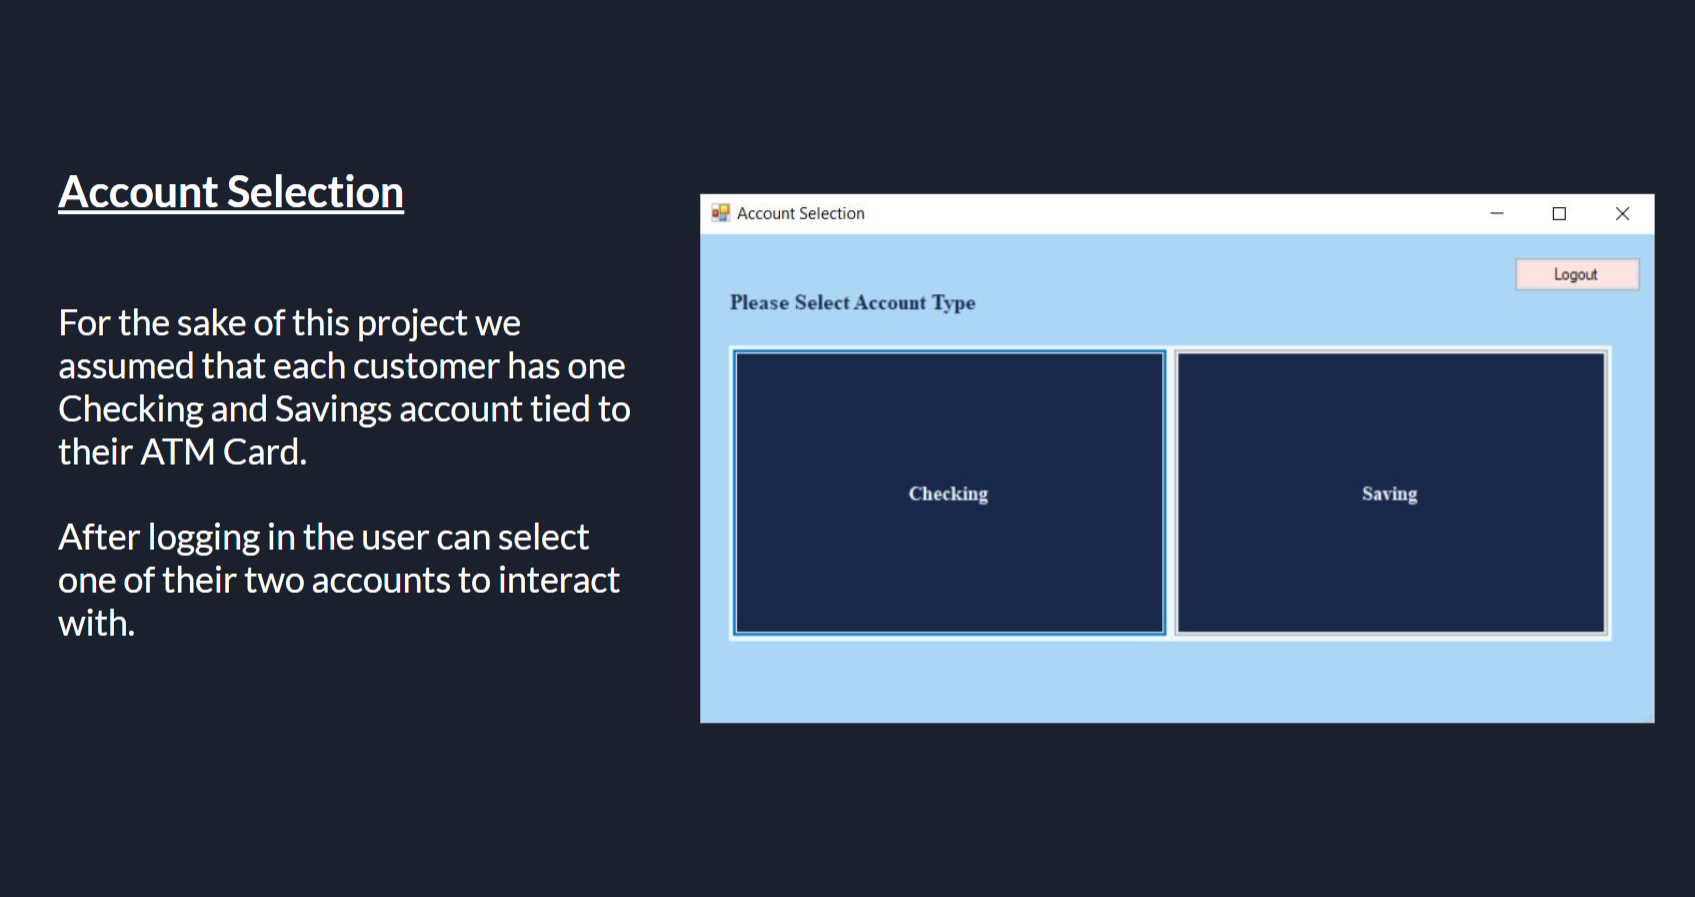 Account Selection
For the sake of this project we
assumed that each customer has one
Checking and Savings account tied to
their ATM Card.
After logging in the user can select
one of their two accounts to interact
with.
Account Selection
Logout
Please Select Account Type
Checking
Saving